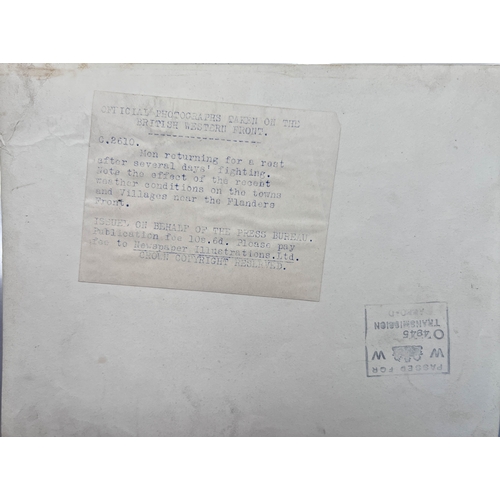 OFFICIAL PHOTOGRAPHS TAKEN ON THE
BRITISH WESTERN FRONT.
O.2610.
Men returning for a rest
after several days' fighting.
Note the effect of the recent
weather conditions on the towns
and Villages near the Flanders
Front.
ISSUED ON BEHALF OF THE PRESS BUREAU.
Publication fee 10s.6d. Please pay
fee to Newspaper Illustrations.Ltd.
CROWN COPYRIGHT RESERVED.
PASSED FOR
W W
O 4945
TRANSMISSION
ABROAD